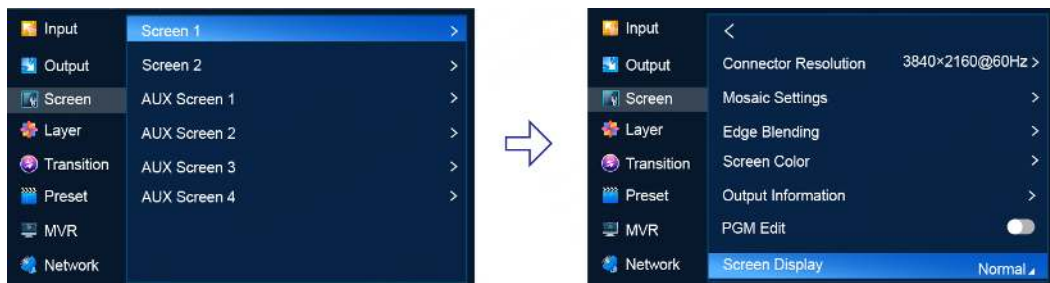 Input
Output
Screen
Layer
Transition
Preset
MVR
Network
Screen 1 >
Screen 2 >
AUX Screen 1 >
AUX Screen 2 >
AUX Screen 3 >
AUX Screen 4 >
Input
Output
Screen
Layer
Transition
Preset
MVR
Network
<
Connector Resolution 3840×2160@60Hz >
Mosaic Settings >
Edge Blending >
Screen Color >
Output Information >
PGM Edit
Screen Display Normal